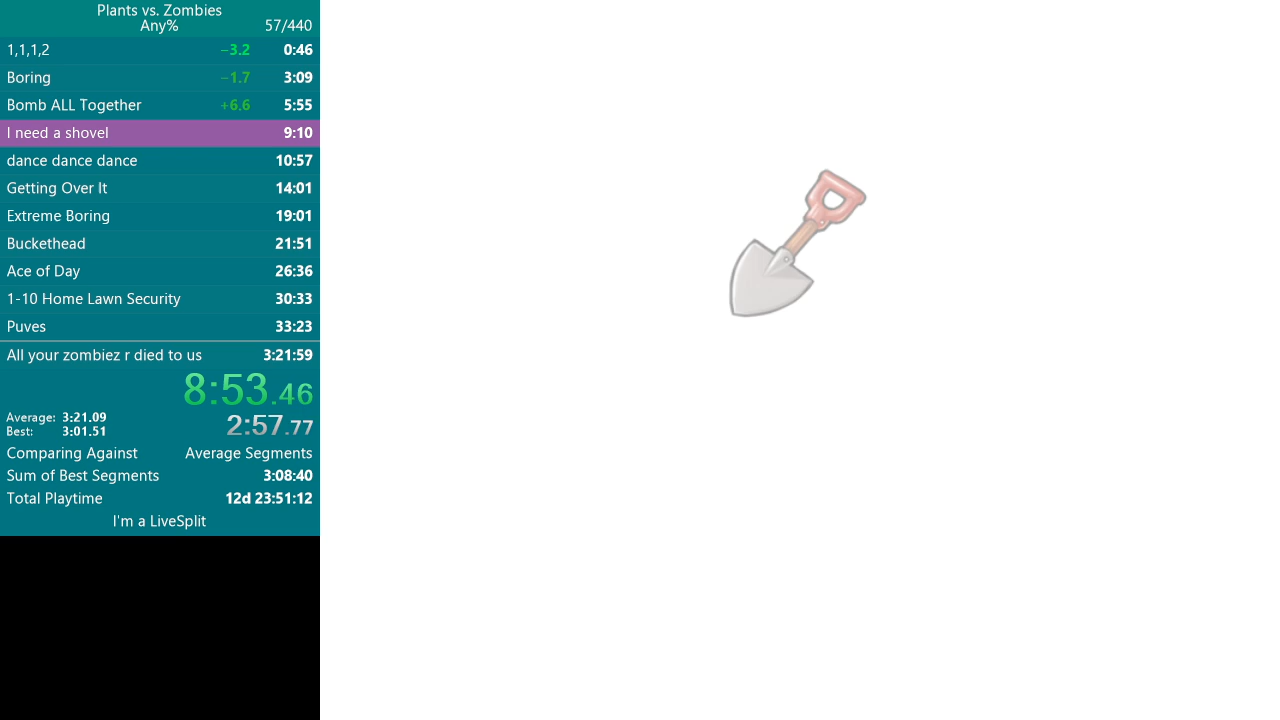 Plants vs. Zombies
Any% 57/440
1,1,1,2 −3.2 0:46
Boring −1.7 3:09
Bomb ALL Together +6.6 5:55
I need a shovel 9:10
dance dance dance 10:57
Getting Over It 14:01
Extreme Boring 19:01
Buckethead 21:51
Ace of Day 26:36
1-10 Home Lawn Security 30:33
Puves 33:23
All your zombiez r died to us 3:21:59
8:53.46
Average: 3:21.09
Best: 3:01.51
2:57.77
Comparing Against Average Segments
Sum of Best Segments 3:08:40
Total Playtime 12d 23:51:12
I'm a LiveSplit